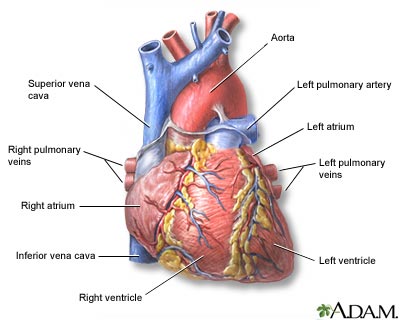 Aorta
Superior vena
cava
Left pulmonary artery
Left atrium
Right pulmonary
veins
Left pulmonary
veins
Right atrium
Inferior vena cava
Left ventricle
Right ventricle
ADAM.